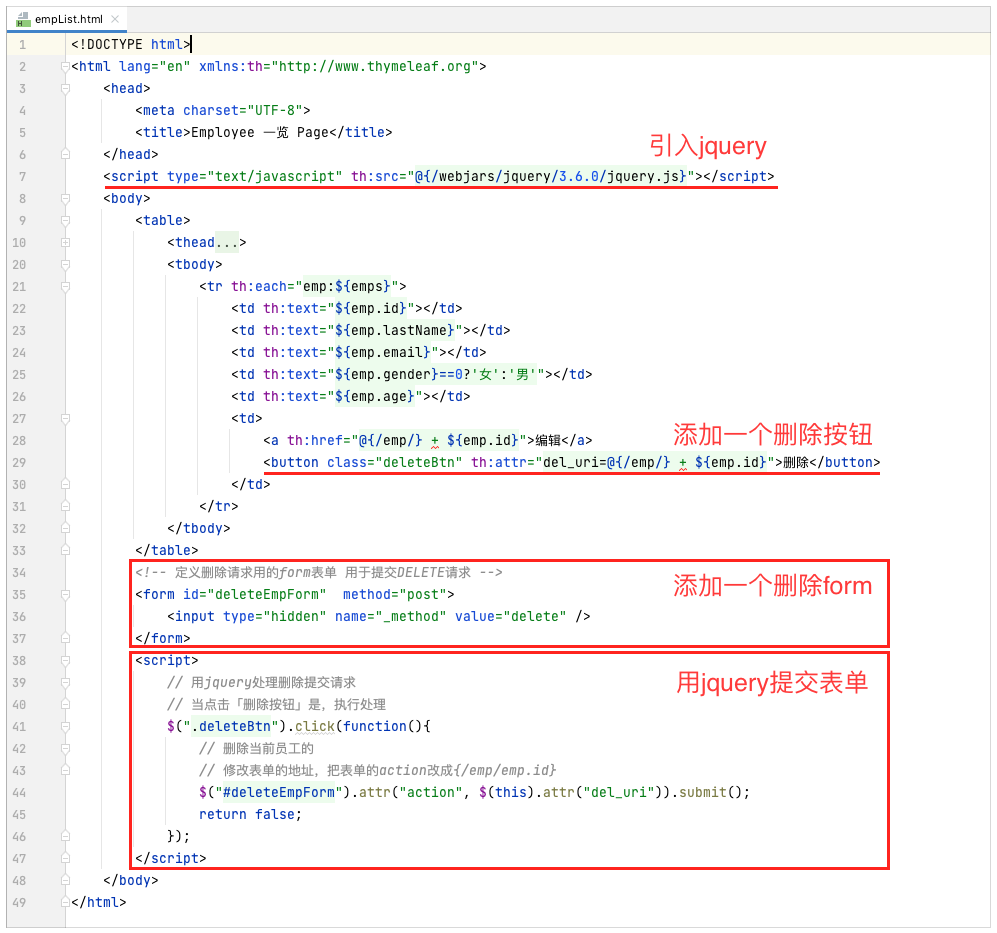 empList.html
1 <!DOCTYPE html>
2 <html lang="en" xmlns:th="http://www.thymeleaf.org">
3 <head>
4 <meta charset="UTF-8">
5 <title>Employee 一览 Page</title>
引入jquery
6 </head>
7 <script type="text/javascript" th:src="@{/webjars/jquery/3.6.0/jquery.js}"></script>
8 <body>
9 <table>
10 <thead...>
20 <tbody>
21 <tr th:each="emp:${emps}">
22 <td th:text="${emp.id}"></td>
23 <td th:text="${emp.lastName}"></td>
24 <td th:text="${emp.email}"></td>
25 <td th:text="${emp.gender}==0?'女':'男'"></td>
26 <td th:text="${emp.age}"></td>
27 <td>
28 <a th:href="@{/emp/} + ${emp.id}">编辑</a>
添加一个删除按钮
29 <button class="deleteBtn" th:attr="del_uri=@{/emp/} + ${emp.id}">删除</button>
30 </td>
31 </tr>
32 </tbody>
33 </table>
34 <!-- 定义删除请求用的form表单 用于提交DELETE请求 -->
添加一个删除form
35 <form id="deleteEmpForm"  method="post">
36 <input type="hidden" name="_method" value="delete" />
37 </form>
38 <script>
39 // 用jquery处理删除提交请求
用jquery提交表单
40 // 当点击「删除按钮」是，执行处理
41 $(".deleteBtn").click(function(){
42 // 删除当前员工的
43 // 修改表单的地址，把表单的action改成{/emp/emp.id}
44 $("#deleteEmpForm").attr("action", $(this).attr("del_uri")).submit();
45 return false;
46 });
47 </script>
48 </body>
49 </html>